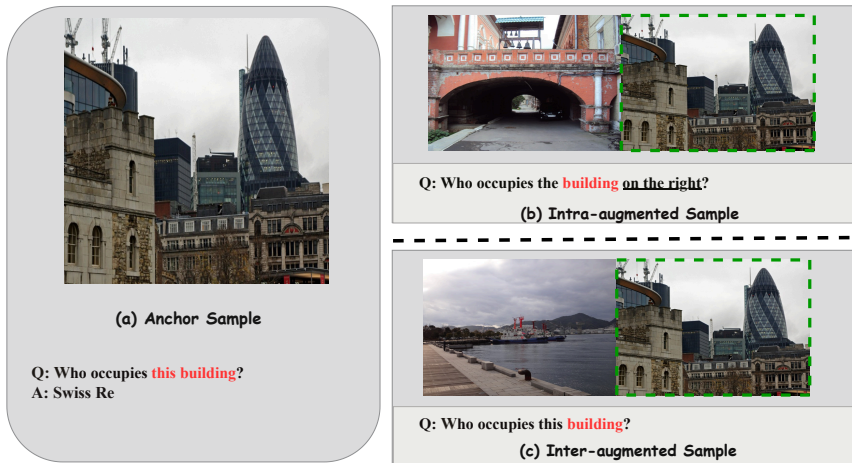 (a) Anchor Sample
Q: Who occupies this building?
A: Swiss Re
Q: Who occupies the building on the right?
(b) Intra-augmented Sample
Q: Who occupies this building?
(c) Inter-augmented Sample